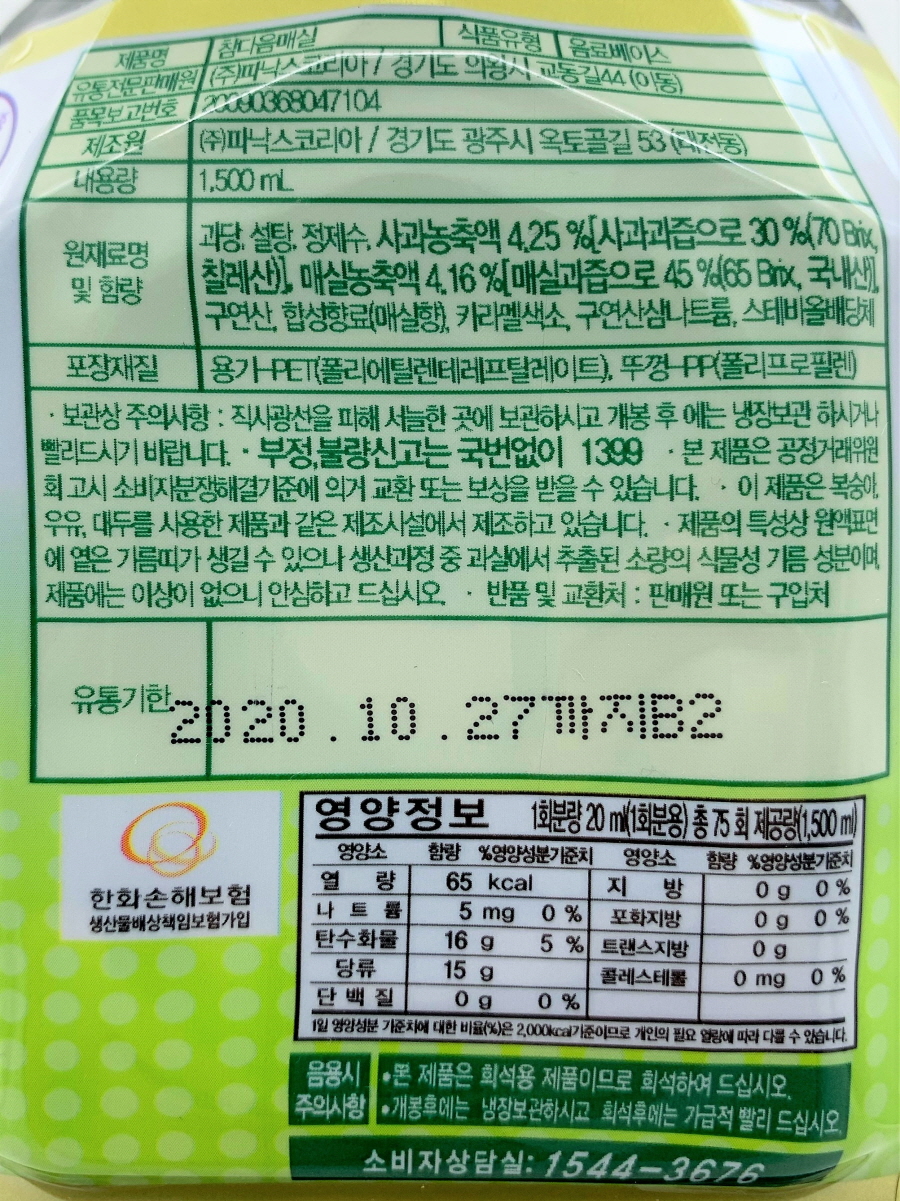 제품명 참다음매실 식품유형 음료베이스
유통전문판매원 (주)파낙스코리아 / 경기도 의왕시 교동길44 (이동)
품목보고번호 20090368047104
제조원 (주)파낙스코리아 / 경기도 광주시 옥토골길 53 (태전동)
내용량 1,500 mL
원재료명 및 함량
과당, 설탕, 정제수, 사과농축액 4.25 %[사과과즙으로 30 %(70 Brix,
칠레산)], 매실농축액 4.16 %[매실과즙으로 45 %(65 Brix, 국내산)],
구연산, 합성향료(매실향), 카라멜색소, 구연산삼나트륨, 스테비올배당체
포장재질 용기-PET(폴리에틸렌테레프탈레이트), 뚜껑-PP(폴리프로필렌)
· 보관상 주의사항 : 직사광선을 피해 서늘한 곳에 보관하시고 개봉 후 에는 냉장보관 하시거나
빨리드시기 바랍니다. · 부정,불량신고는 국번없이 1399 · 본 제품은 공정거래위원
회 고시 소비자분쟁해결기준에 의거 교환 또는 보상을 받을 수 있습니다. · 이 제품은 복숭아,
우유, 대두를 사용한 제품과 같은 제조시설에서 제조하고 있습니다. · 제품의 특성상 원액표면
에 옅은 기름띠가 생길 수 있으나 생산과정 중 과실에서 추출된 소량의 식물성 기름 성분이며,
제품에는 이상이 없으니 안심하고 드십시오. · 반품 및 교환처 : 판매원 또는 구입처
유통기한 2020.10.27까지B2
한화손해보험
생산물배상책임보험가입
영양정보 1회분량 20 ml(1회분용) 총 75 회 제공량(1,500 ml)
영양소 함량 %영양성분기준치 영양소 함량 %영양성분기준치
열 량 65 kcal 지 방 0 g 0 %
나 트 륨 5 mg 0 % 포화지방 0 g 0 %
탄수화물 16 g 5 % 트랜스지방 0 g
당류 15 g 콜레스테롤 0 mg 0 %
단 백 질 0 g 0 %
1일 영양성분 기준치에 대한 비율(%)은 2,000kcal기준이므로 개인의 필요 열량에 따라 다를 수 있습니다.
음용시 주의사항
•본 제품은 희석용 제품이므로 희석하여 드십시오.
•개봉후에는 냉장보관하시고 희석후에는 가급적 빨리 드십시오.
소비자상담실: 1544-3676